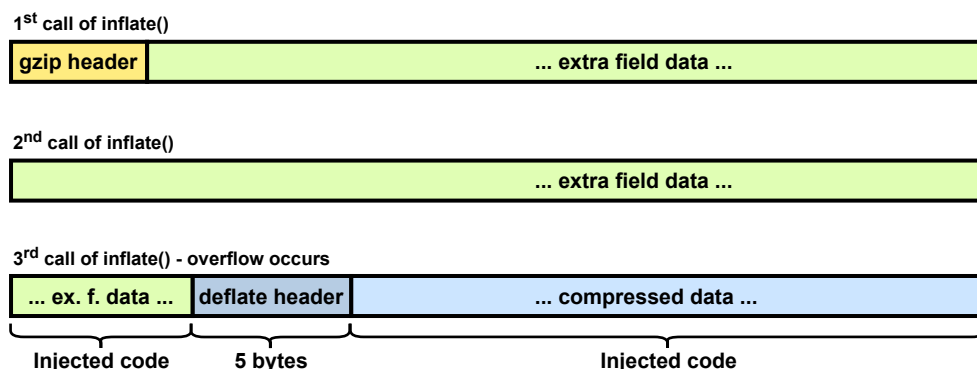 1st call of inflate()
gzip header ... extra field data ...
2nd call of inflate()
... extra field data ...
3rd call of inflate() - overflow occurs
... ex. f. data ... deflate header ... compressed data ...
Injected code 5 bytes Injected code